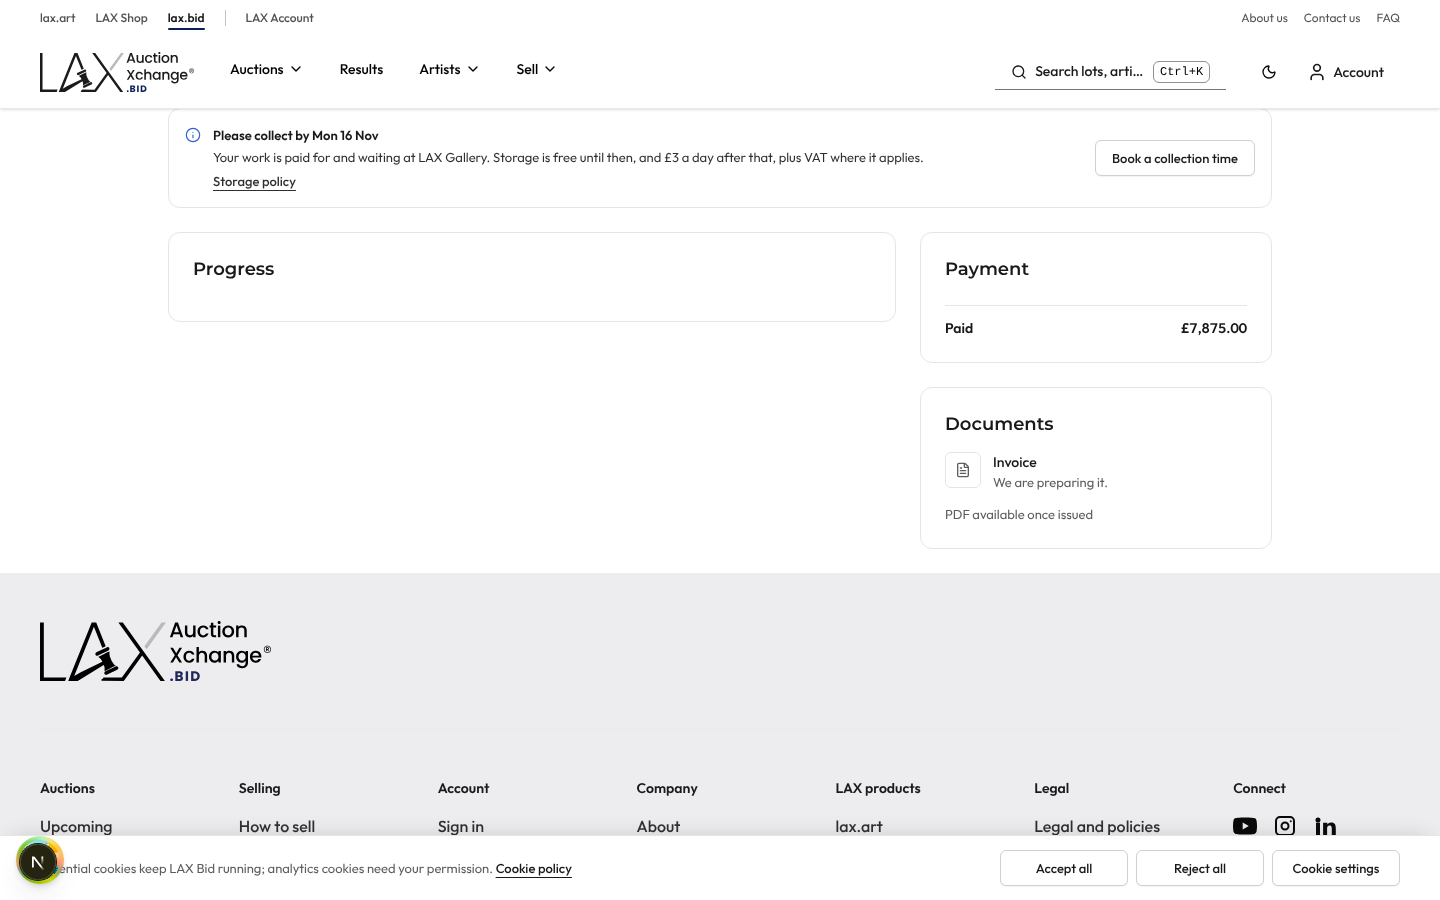 lax.art LAX Shop lax.bid LAX Account About us Contact us FAQ
LAX Auction Xchange® .BID
Auctions Results Artists Sell Search lots, arti... Ctrl+K Account
Please collect by Mon 16 Nov
Your work is paid for and waiting at LAX Gallery. Storage is free until then, and £3 a day after that, plus VAT where it applies.
Storage policy
Book a collection time
Progress
Payment
Paid £7,875.00
Documents
Invoice
We are preparing it.
PDF available once issued
LAX Auction Xchange® .BID
Auctions Selling Account Company LAX products Legal Connect
Upcoming How to sell Sign in About lax.art Legal and policies
N
ential cookies keep LAX Bid running; analytics cookies need your permission. Cookie policy
Accept all Reject all Cookie settings